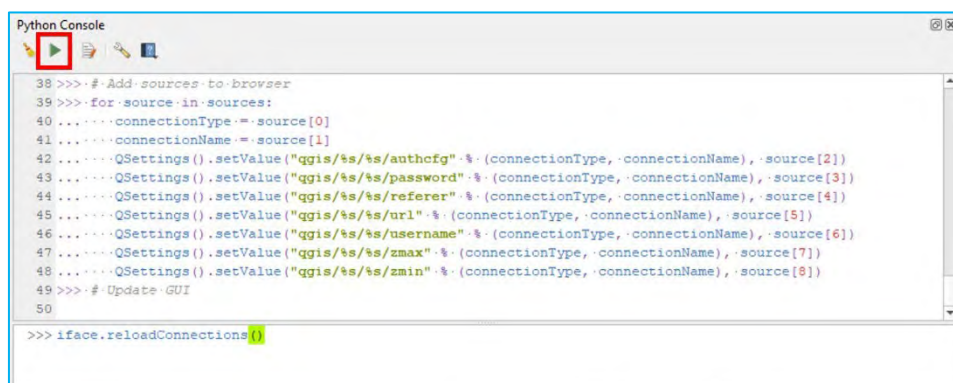 Python Console
38 >>> # Add sources to browser
39 >>> for source in sources:
40 ...     connectionType = source[0]
41 ...     connectionName = source[1]
42 ...     QSettings().setValue("qgis/%s/%s/authcfg" % (connectionType, connectionName), source[2])
43 ...     QSettings().setValue("qgis/%s/%s/password" % (connectionType, connectionName), source[3])
44 ...     QSettings().setValue("qgis/%s/%s/referer" % (connectionType, connectionName), source[4])
45 ...     QSettings().setValue("qgis/%s/%s/url" % (connectionType, connectionName), source[5])
46 ...     QSettings().setValue("qgis/%s/%s/username" % (connectionType, connectionName), source[6])
47 ...     QSettings().setValue("qgis/%s/%s/zmax" % (connectionType, connectionName), source[7])
48 ...     QSettings().setValue("qgis/%s/%s/zmin" % (connectionType, connectionName), source[8])
49 >>> # Update GUI
50
>>> iface.reloadConnections()